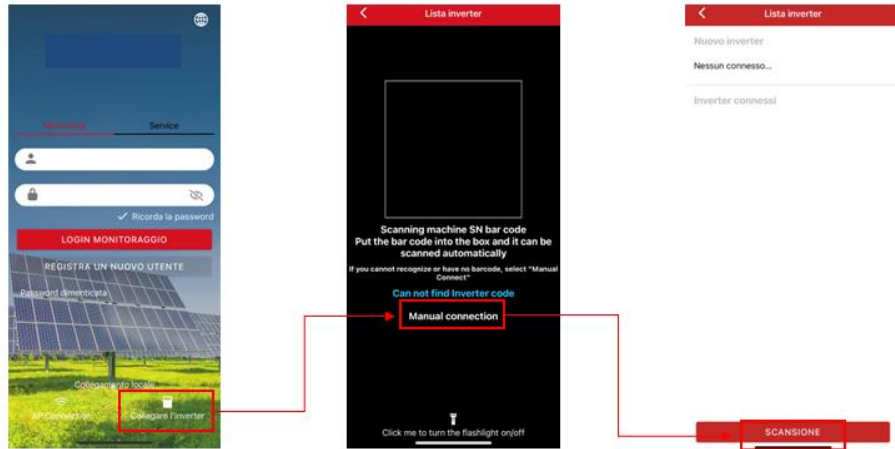 Monitoring
Service
Ricorda la password
LOGIN MONITORAGGIO
REGISTRA UN NUOVO UTENTE
Password dimenticata
Collegamento locale
AP Connection
Collegare l'inverter
Lista inverter
Scanning machine SN bar code
Put the bar code into the box and it can be
scanned automatically
If you cannot recognize or have no barcode, select "Manual
Connect"
Can not find Inverter code
Manual connection
Click me to turn the flashlight on/off
Lista inverter
Nuovo inverter
Nessun connesso...
Inverter connessi
SCANSIONE